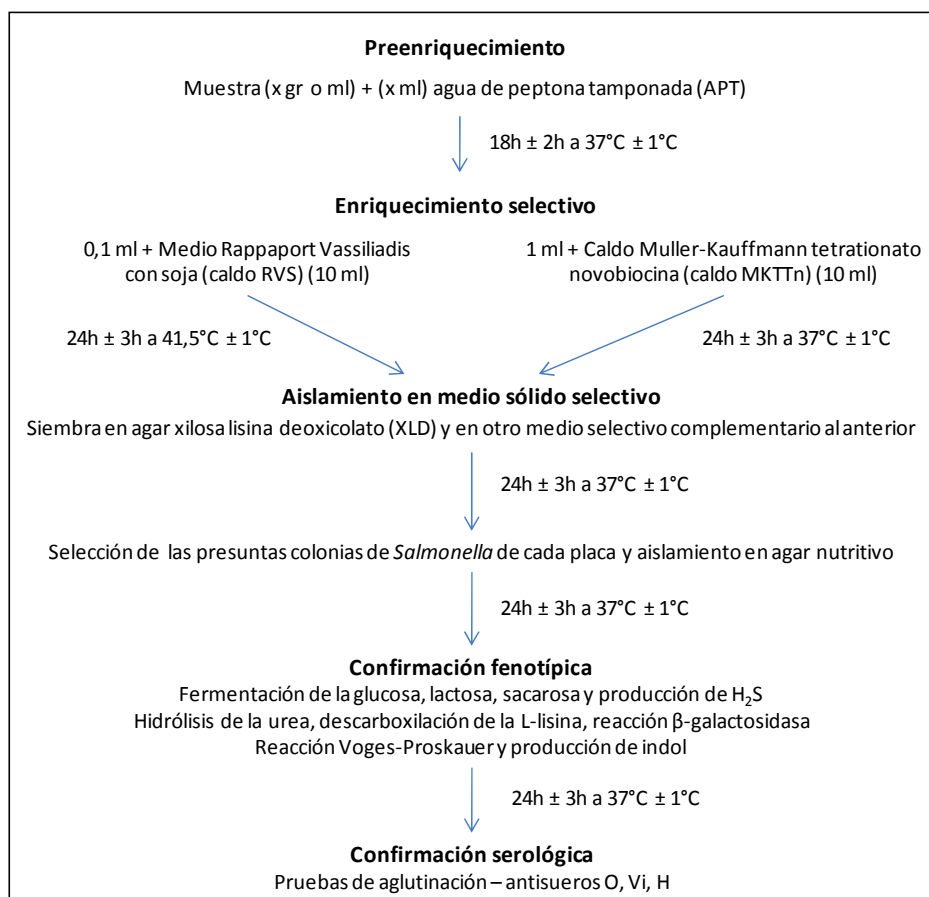 Preenriquecimiento
Muestra (x gr o ml) + (x ml) agua de peptona tamponada (APT)
18h ± 2h a 37°C ± 1°C
Enriquecimiento selectivo
0,1 ml + Medio Rappaport Vassiliadis
con soja (caldo RVS) (10 ml)
1 ml + Caldo Muller-Kauffmann tetrationato
novobiocina (caldo MKTTn) (10 ml)
24h ± 3h a 41,5°C ± 1°C
24h ± 3h a 37°C ± 1°C
Aislamiento en medio sólido selectivo
Siembra en agar xilosa lisina deoxicolato (XLD) y en otro medio selectivo complementario al anterior
24h ± 3h a 37°C ± 1°C
Selección de las presuntas colonias de Salmonella de cada placa y aislamiento en agar nutritivo
24h ± 3h a 37°C ± 1°C
Confirmación fenotípica
Fermentación de la glucosa, lactosa, sacarosa y producción de H₂S
Hidrólisis de la urea, descarboxilación de la L-lisina, reacción β-galactosidasa
Reacción Voges-Proskauer y producción de indol
24h ± 3h a 37°C ± 1°C
Confirmación serológica
Pruebas de aglutinación – antisueros O, Vi, H